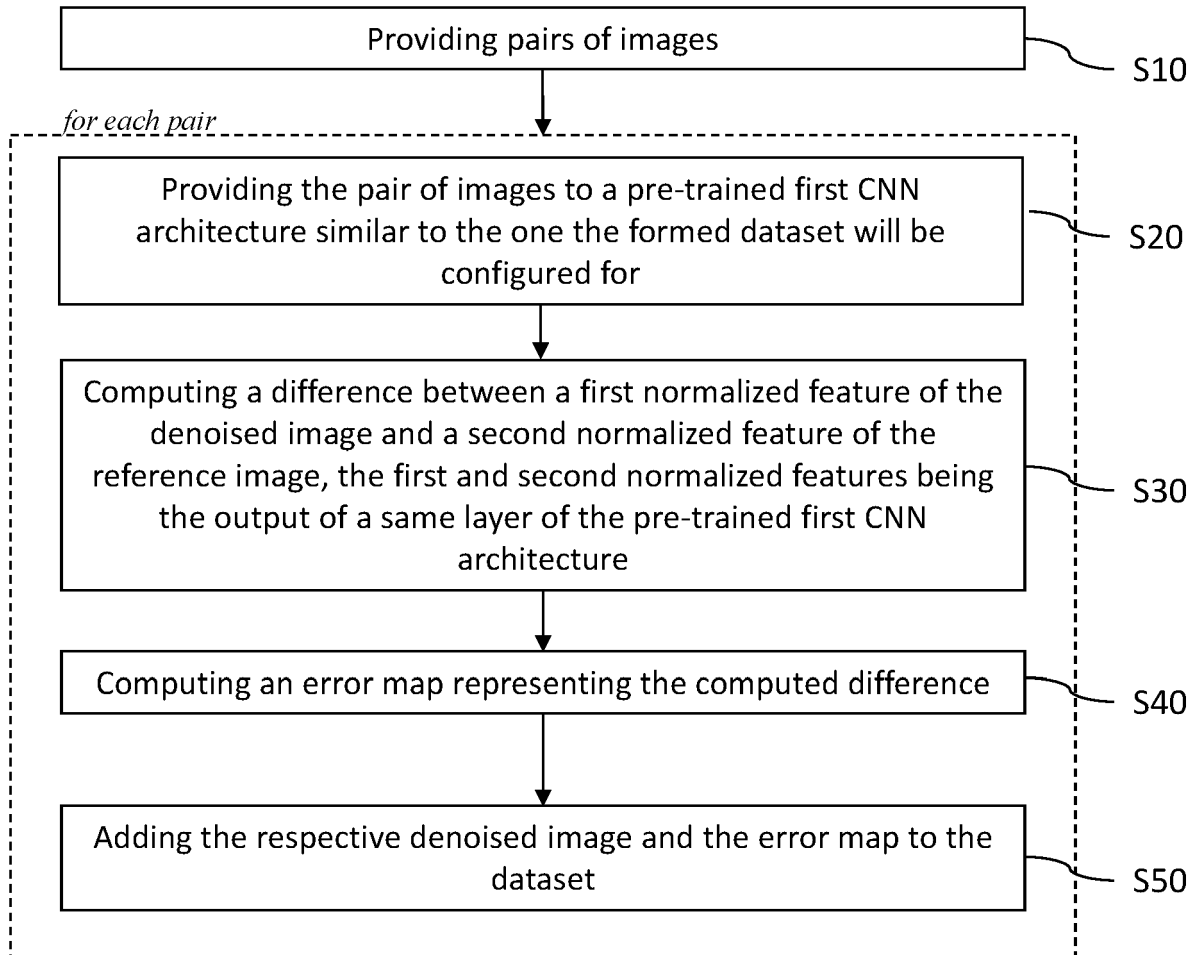 Providing pairs of images
S10
for each pair
Providing the pair of images to a pre-trained first CNN
architecture similar to the one the formed dataset will be
configured for
S20
Computing a difference between a first normalized feature of the
denoised image and a second normalized feature of the
reference image, the first and second normalized features being
the output of a same layer of the pre-trained first CNN
architecture
S30
Computing an error map representing the computed difference
S40
Adding the respective denoised image and the error map to the
dataset
S50